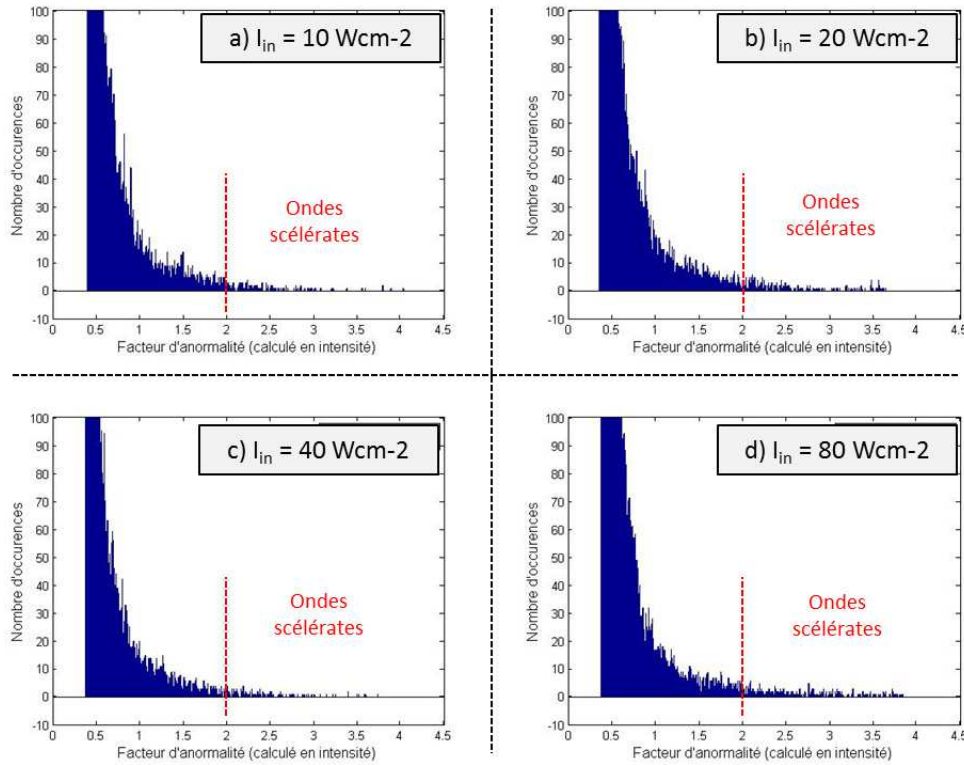 a) Iin = 10 Wcm-2
Nombre d'occurences
100
90
80
70
60
50
40
30
20
10
0
-10
Ondes
scélérates
0 0.5 1 1.5 2 2.5 3 3.5 4 4.5
Facteur d'anormalité (calculé en intensité)
b) Iin = 20 Wcm-2
Nombre d'occurences
100
90
80
70
60
50
40
30
20
10
0
-10
Ondes
scélérates
0 0.5 1 1.5 2 2.5 3 3.5 4 4.5
Facteur d'anormalité (calculé en intensité)
c) Iin = 40 Wcm-2
Nombre d'occurences
100
90
80
70
60
50
40
30
20
10
0
-10
Ondes
scélérates
0 0.5 1 1.5 2 2.5 3 3.5 4 4.5
Facteur d'anormalité (calculé en intensité)
d) Iin = 80 Wcm-2
Nombre d'occurences
100
90
80
70
60
50
40
30
20
10
0
-10
Ondes
scélérates
0 0.5 1 1.5 2 2.5 3 3.5 4 4.5
Facteur d'anormalité (calculé en intensité)